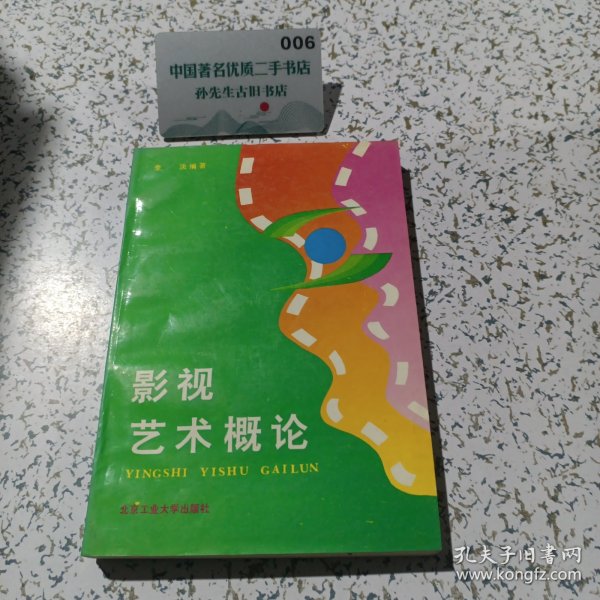 006
中国著名优质二手书店
孙先生古旧书店
编著
影视
艺术概论
YINGSHI YISHU GAILUN
北京工业大学出版社
孔夫子旧书网
www.kongfz.com